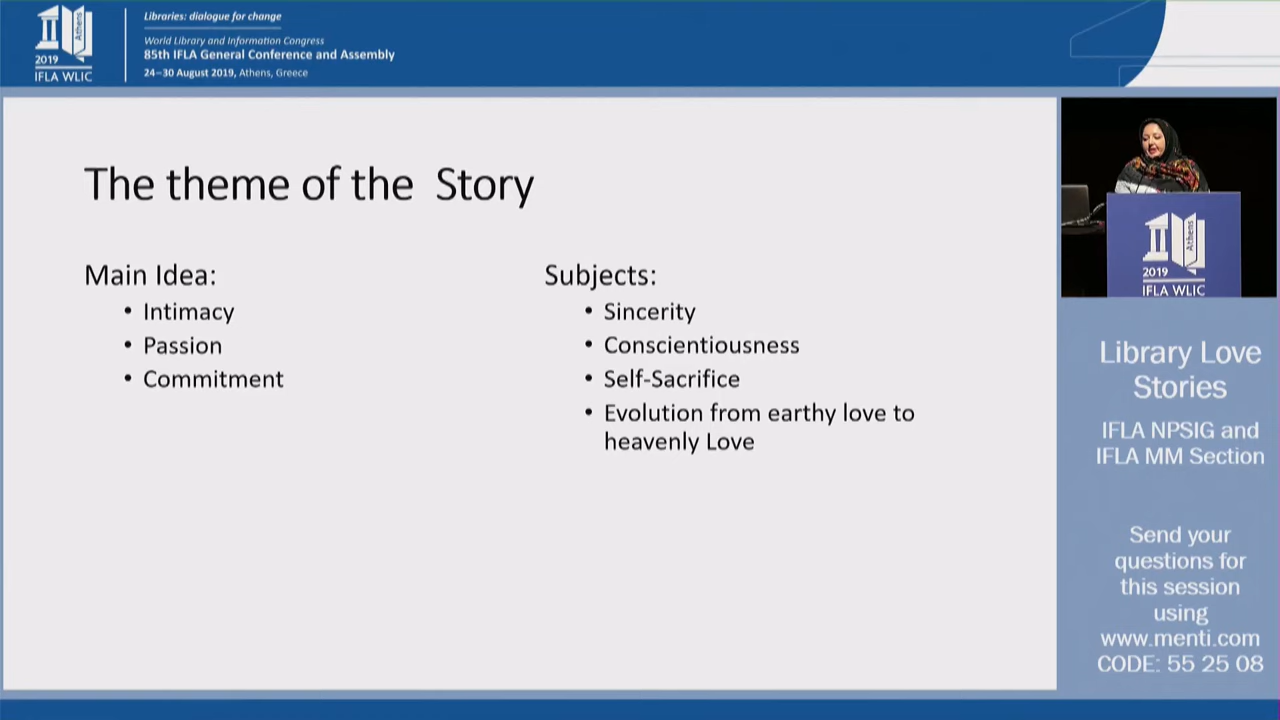 Athens
2019
IFLA WLIC
Libraries: dialogue for change
World Library and Information Congress
85th IFLA General Conference and Assembly
24–30 August 2019, Athens, Greece
The theme of the Story
Main Idea:
• Intimacy
• Passion
• Commitment
Subjects:
• Sincerity
• Conscientiousness
• Self-Sacrifice
• Evolution from earthy love to
heavenly Love
Athens
2019
IFLA WLIC
Library Love
Stories
IFLA NPSIG and
IFLA MM Section
Send your
questions for
this session
using
www.menti.com
CODE: 55 25 08